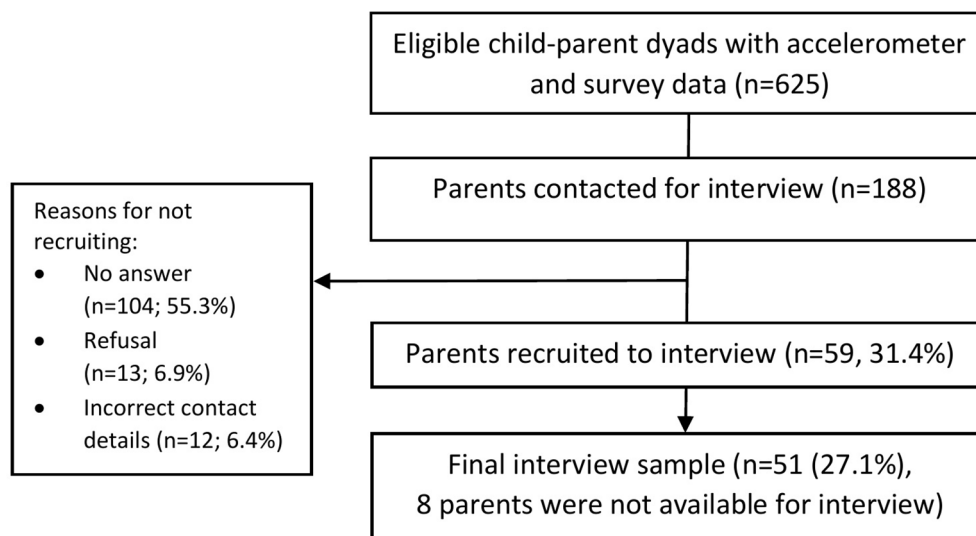 Eligible child-parent dyads with accelerometer
and survey data (n=625)
Parents contacted for interview (n=188)
Reasons for not
recruiting:
• No answer
(n=104; 55.3%)
• Refusal
(n=13; 6.9%)
• Incorrect contact
details (n=12; 6.4%)
Parents recruited to interview (n=59, 31.4%)
Final interview sample (n=51 (27.1%),
8 parents were not available for interview)